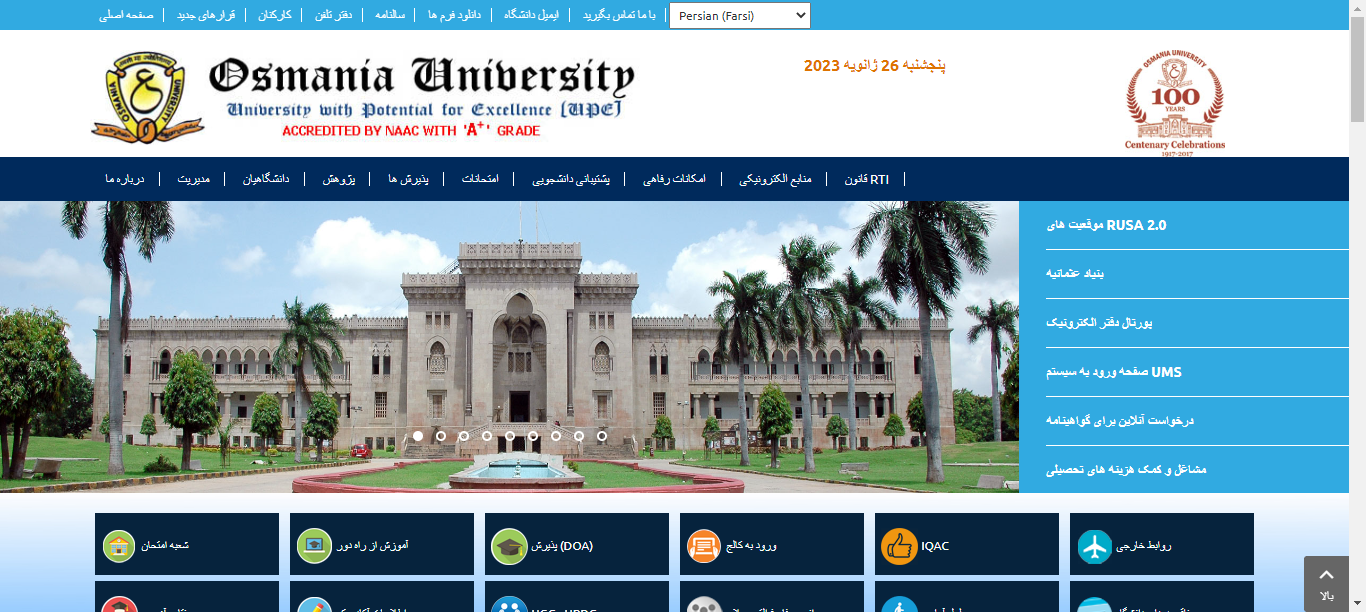 صفحه اصلی
قرارهای جدید
کارکنان
دفتر تلفن
سالنامه
دانلود فرم ها
ایمیل دانشگاه
با ما تماس بگیرید
Persian (Farsi)
Osmania University
University with Potential for Excellence [UPE]
ACCREDITED BY NAAC WITH 'A+' GRADE
پنجشنبه 26 ژانویه 2023
OSMANIA UNIVERSITY
100
YEARS
Centenary Celebrations
1917-2017
درباره ما
مدیریت
دانشگاهیان
پژوهش
پذیرش ها
امتحانات
پشتیبانی دانشجویی
امکانات رفاهی
منابع الکترونیکی
قانون RTI
موقعیت های RUSA 2.0
بنیاد عثمانیه
پورتال دفتر الکترونیک
صفحه ورود به سیستم UMS
درخواست آنلاین برای گواهینامه
مشاغل و کمک هزینه های تحصیلی
شعبه امتحان
آموزش از راه دور
پذیرش (DOA)
ورود به کالج
IQAC
روابط خارجی
بالا